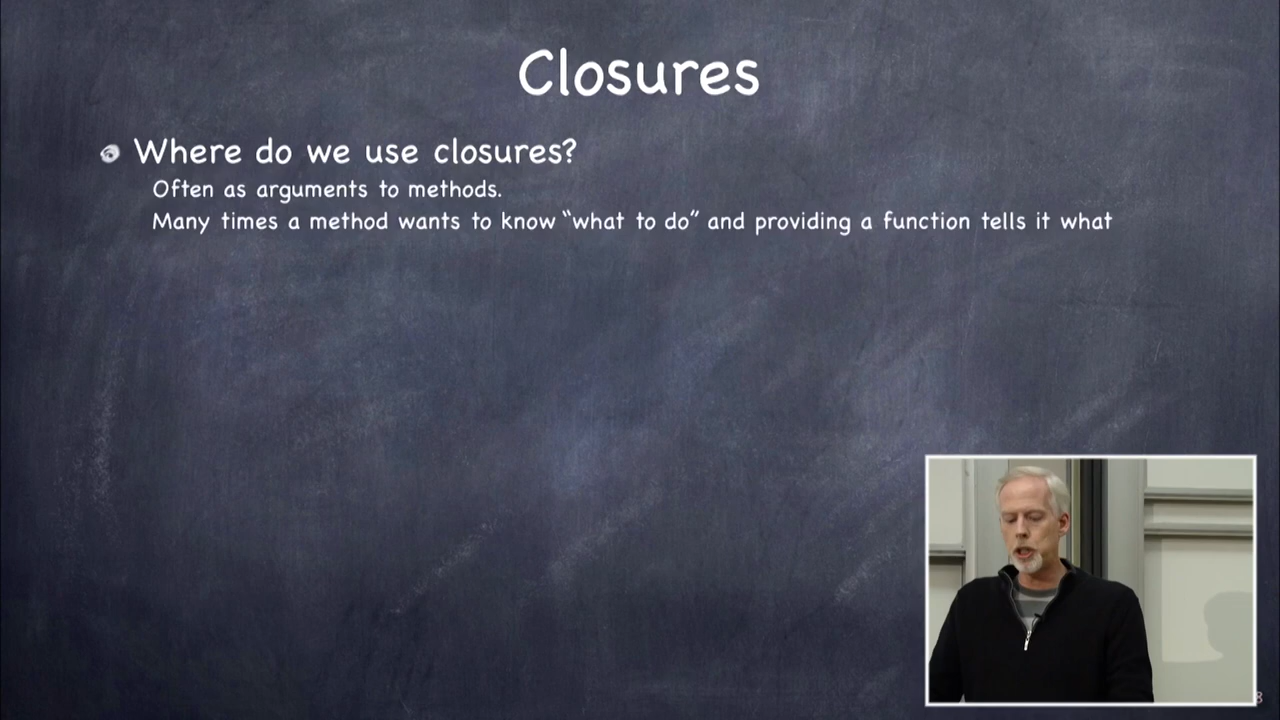 Closures
Where do we use closures?
Often as arguments to methods.
Many times a method wants to know “what to do” and providing a function tells it what
8